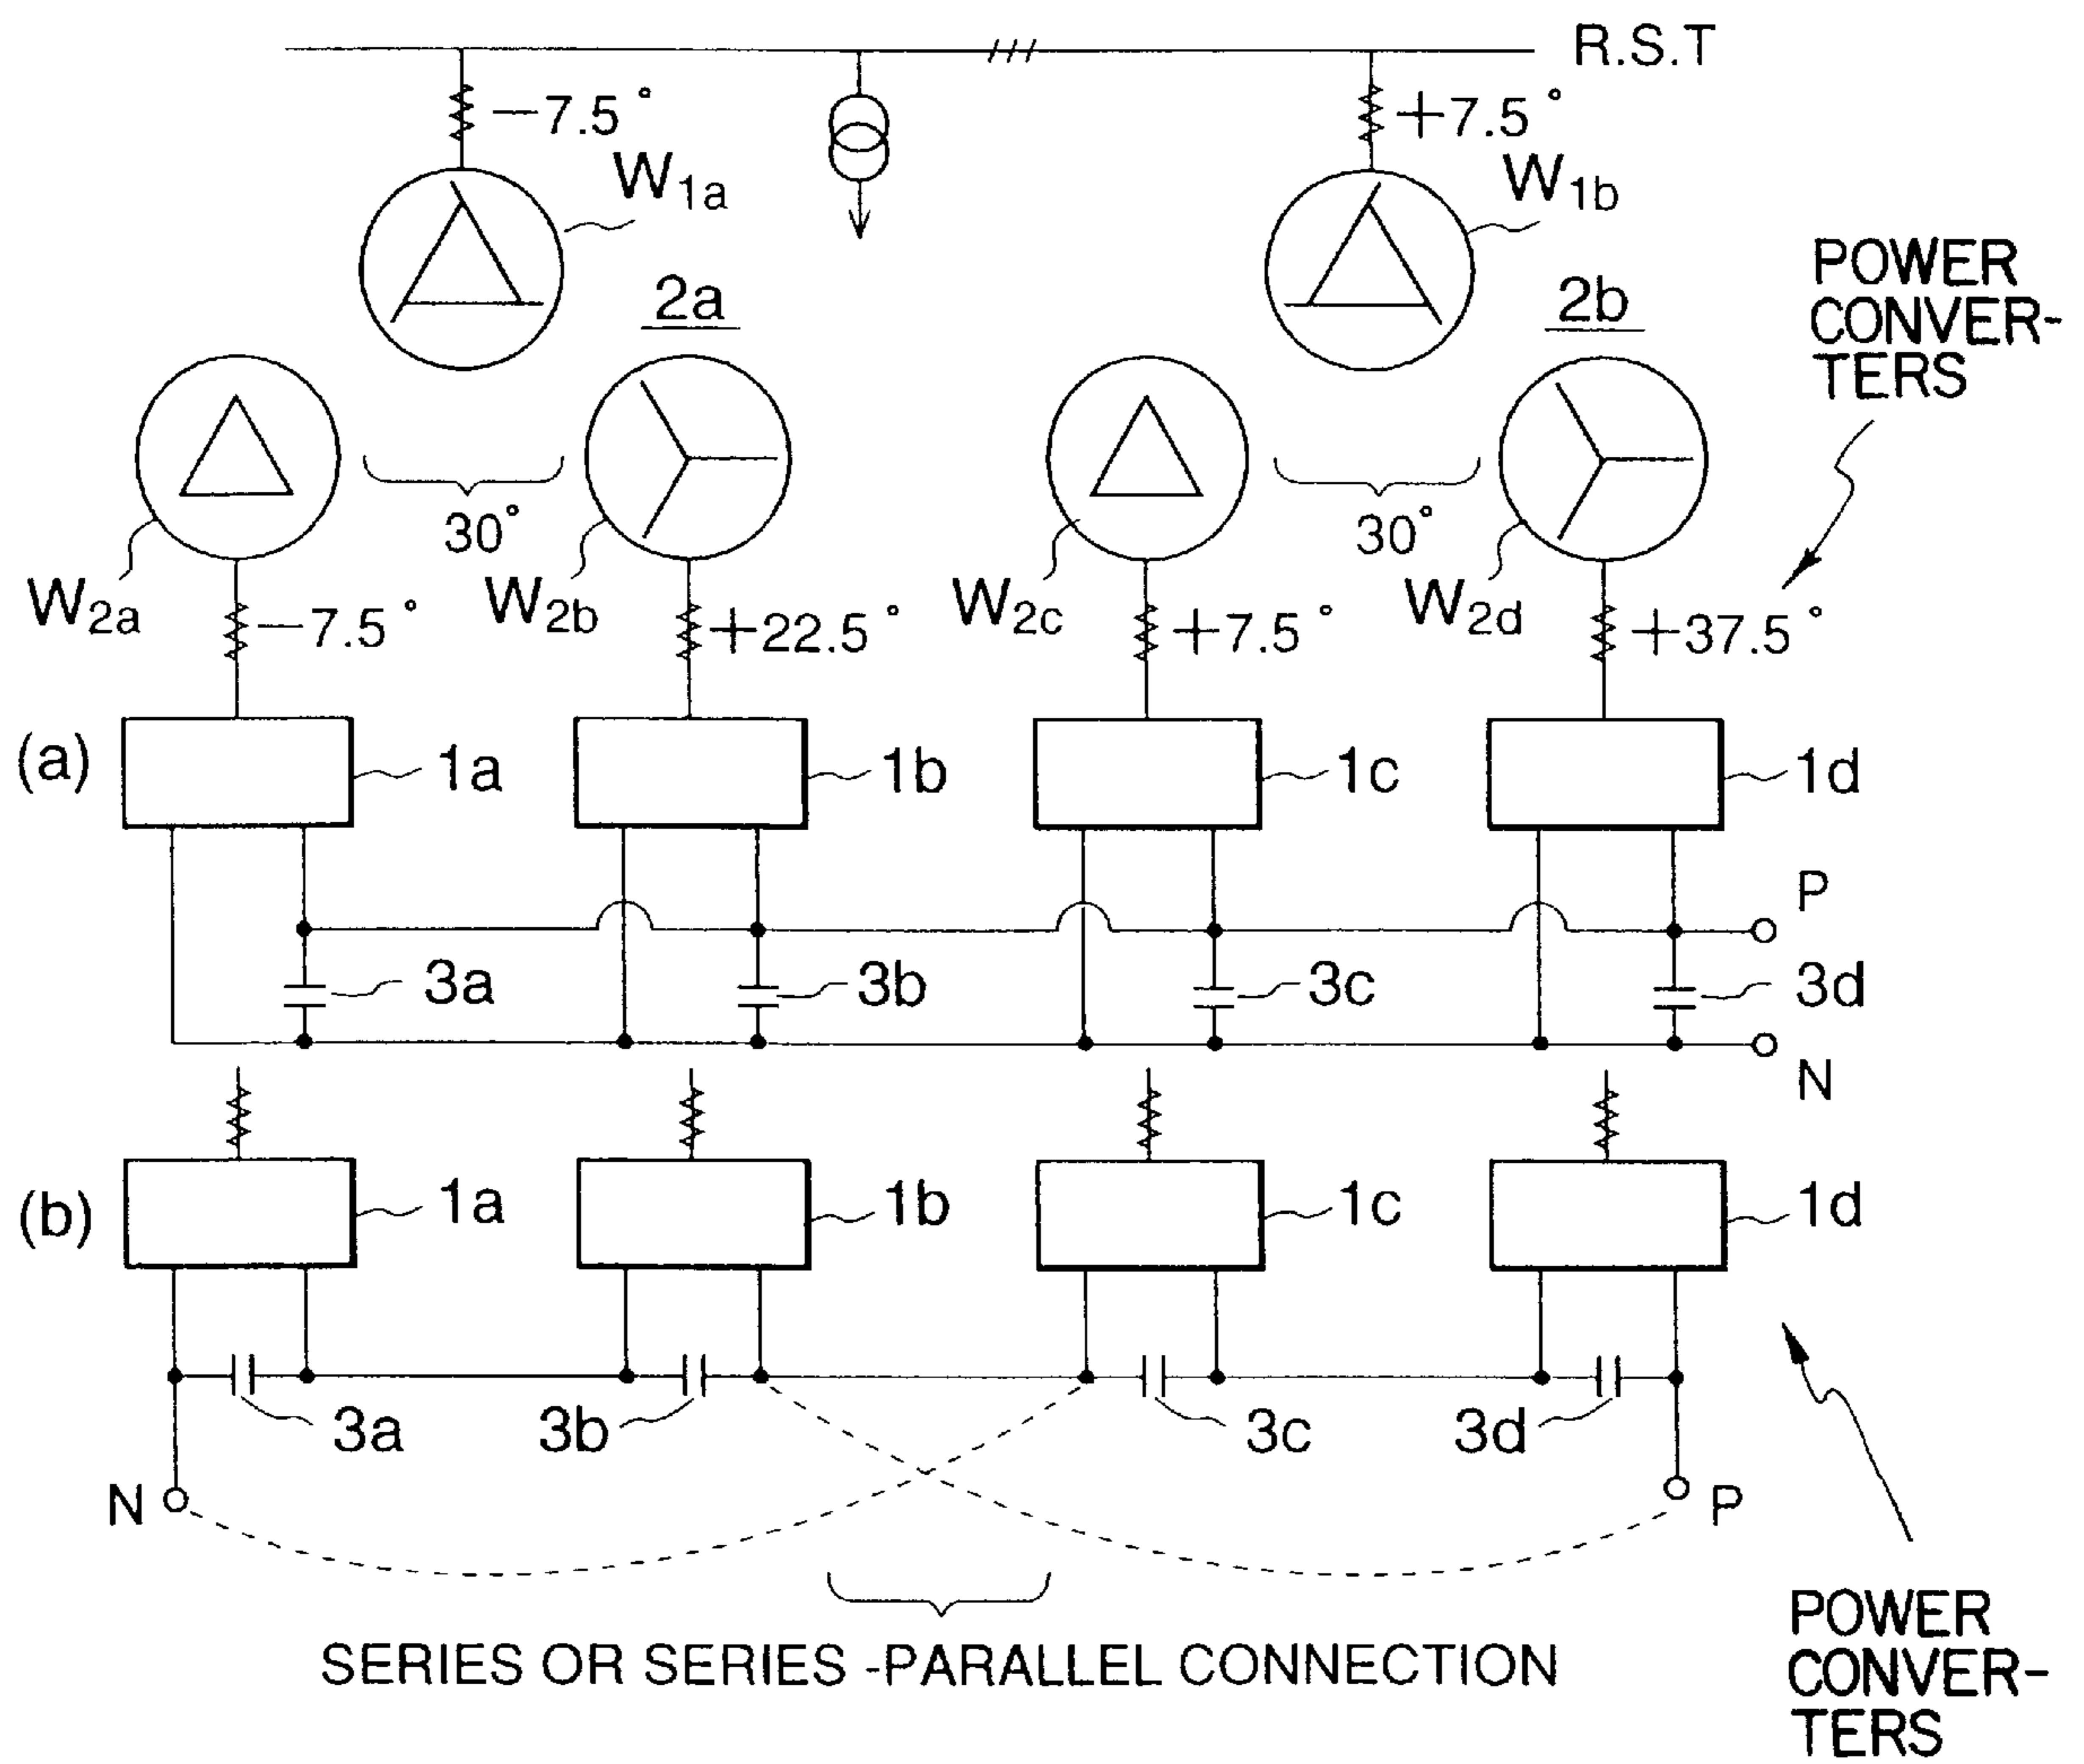 R.S.T
−7.5°
+7.5°
W1a
W1b
POWER
CONVER-
TERS
2a
2b
30°
30°
W2a
W2b
W2c
W2d
−7.5°
+22.5°
+7.5°
+37.5°
(a)
1a
1b
1c
1d
P
3a
3b
3c
3d
N
(b)
1a
1b
1c
1d
3a
3b
3c
3d
N
P
SERIES OR SERIES -PARALLEL CONNECTION
POWER
CONVER-
TERS